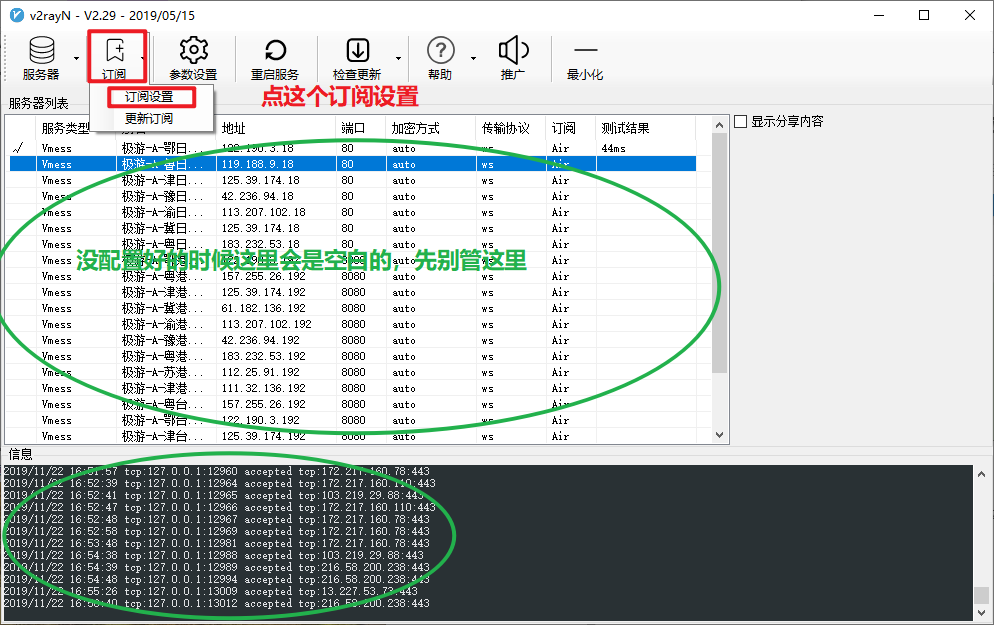 v2rayN - V2.29 - 2019/05/15
服务器 订阅 参数设置 重启服务 检查更新 帮助 推广 最小化
订阅设置
更新订阅
点这个订阅设置
服务器列表
服务类型 地址 端口 加密方式 传输协议 订阅 测试结果
显示分享内容
Vmess 极游-A-鄂日... 122.190.3.18 80 auto ws Air 44ms
Vmess 极游-A-鲁日... 119.188.9.18 80 auto ws Air
Vmess 极游-A-津日... 125.39.174.18 80 auto ws Air
Vmess 极游-A-豫日... 42.236.94.18 80 auto ws Air
Vmess 极游-A-渝日... 113.207.102.18 80 auto ws Air
Vmess 极游-A-冀日... 125.39.174.18 80 auto ws Air
Vmess 极游-A-粤日... 183.232.53.18 80 auto ws Air
没配置好的时候这里会是空白的，先别管这里
Vmess 8080 auto ws Air
Vmess 极游-A-粤港... 157.255.26.192 8080 auto ws Air
Vmess 极游-A-津港... 125.39.174.192 8080 auto ws Air
Vmess 极游-A-冀港... 61.182.136.192 8080 auto ws Air
Vmess 极游-A-渝港... 113.207.102.192 8080 auto ws Air
Vmess 极游-A-豫港... 42.236.94.192 8080 auto ws Air
Vmess 极游-A-粤港... 183.232.53.192 8080 auto ws Air
Vmess 极游-A-苏港... 112.25.91.192 8080 auto ws Air
Vmess 极游-A-津港... 111.32.136.192 8080 auto ws Air
Vmess 极游-A-粤台... 157.255.26.192 8080 auto ws Air
Vmess 极游-A-鄂台... 122.190.3.192 8080 auto ws Air
Vmess 极游-A-津台... 125.39.174.192 8080 auto ws Air
信息
2019/11/22 16:51:57 tcp:127.0.0.1:12960 accepted tcp:172.217.160.78:443
2019/11/22 16:52:39 tcp:127.0.0.1:12964 accepted tcp:172.217.160.110:443
2019/11/22 16:52:41 tcp:127.0.0.1:12965 accepted tcp:103.219.29.88:443
2019/11/22 16:52:47 tcp:127.0.0.1:12966 accepted tcp:172.217.160.110:443
2019/11/22 16:52:48 tcp:127.0.0.1:12967 accepted tcp:172.217.160.78:443
2019/11/22 16:52:58 tcp:127.0.0.1:12969 accepted tcp:172.217.160.78:443
2019/11/22 16:53:48 tcp:127.0.0.1:12981 accepted tcp:172.217.160.78:443
2019/11/22 16:54:38 tcp:127.0.0.1:12988 accepted tcp:103.219.29.88:443
2019/11/22 16:54:39 tcp:127.0.0.1:12989 accepted tcp:216.58.200.238:443
2019/11/22 16:54:48 tcp:127.0.0.1:12994 accepted tcp:216.58.200.238:443
2019/11/22 16:55:26 tcp:127.0.0.1:13009 accepted tcp:13.227.53.73:443
2019/11/22 16:56:40 tcp:127.0.0.1:13012 accepted tcp:216.58.200.238:443